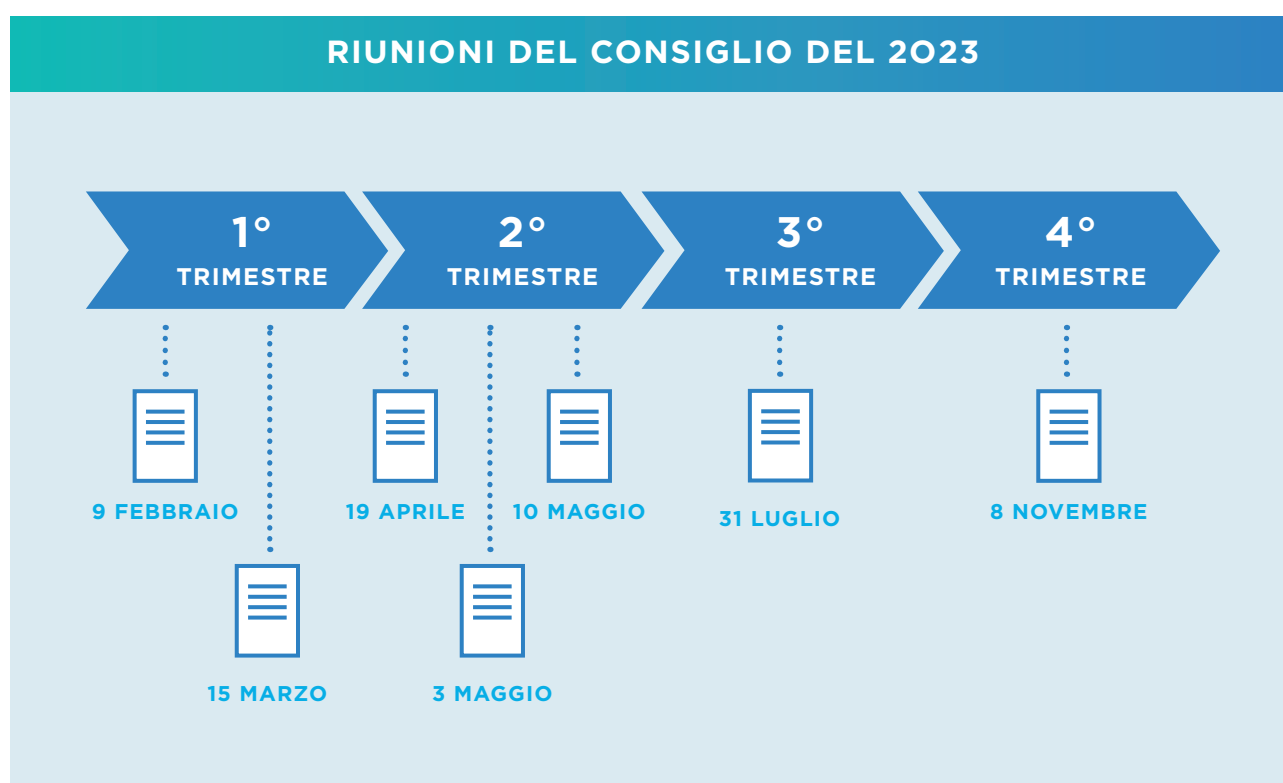 RIUNIONI DEL CONSIGLIO DEL 2023
1°
TRIMESTRE
2°
TRIMESTRE
3°
TRIMESTRE
4°
TRIMESTRE
9 FEBBRAIO
15 MARZO
19 APRILE
3 MAGGIO
10 MAGGIO
31 LUGLIO
8 NOVEMBRE